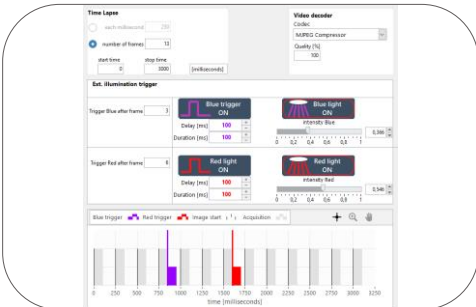 Time Lapse
each millisecond 250
number of frames 13
start time stop time
0 3000 [milliseconds]
Video decoder
Codec
MJPEG Compressor
Quality [%]
100
Ext. illumination trigger
Trigger Blue after frame 3
Blue trigger
ON
Delay [ms] 100
Duration [ms] 100
Blue light
ON
Intensity Blue
0 0,2 0,4 0,6 0,8 1
Trigger Red after frame 6
Red light
ON
Delay [ms] 100
Duration [ms] 100
Red light
ON
Intensity Red
0,546
0 0,2 0,4 0,6 0,8 1
Blue trigger Red trigger Image start Acquisition
0 250 500 750 1000 1250 1500 1750 2000 2250 2500 2750 3000 3250
time [milliseconds]